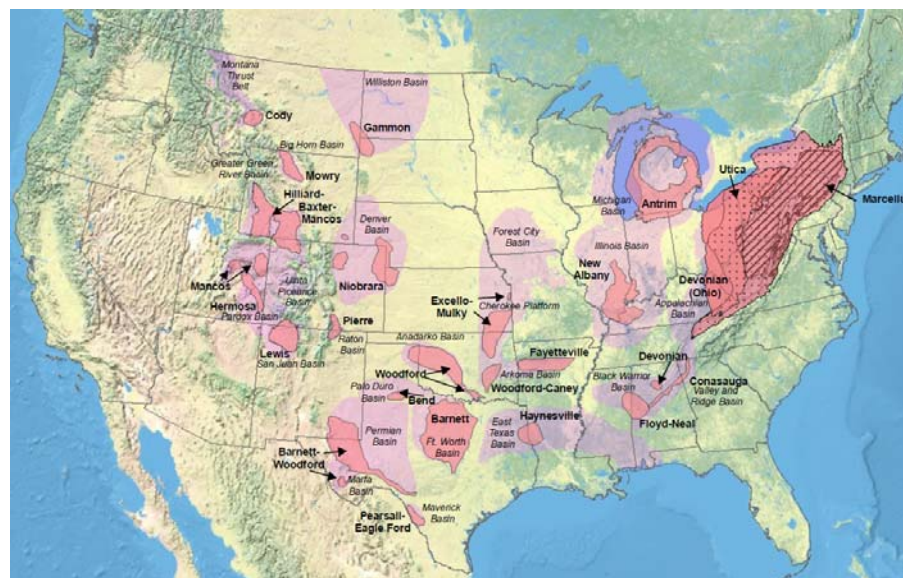 Montana
Thrust
Belt
Williston Basin
Cody
Gammon
Big Horn Basin
Greater Green
River Basin
Mowry
Hilliard-
Baxter-
Mancos
Utica
Marcellu
Antrim
Michigan
Basin
Denver
Basin
Forest City
Basin
Illinois Basin
New
Albany
Mancos
Uinta
Piceance
Basin
Niobrara
Devonian
(Ohio)
Appalachian
Basin
Hermosa
Paradox Basin
Excello-
Mulky
Cherokee Platform
Pierre
Raton
Basin
Anadarko Basin
Lewis
San Juan Basin
Fayetteville
Devonian
Woodford
Arkoma Basin
Woodford-Caney
Black Warrior
Basin
Conasauga
Valley and
Ridge Basin
Palo Duro
Basin
Bend
Barnett
Haynesville
Floyd-Neal
Permian
Basin
Ft. Worth
Basin
East
Texas
Basin
Barnett-
Woodford
Marfa
Basin
Pearsall-
Eagle Ford
Maverick
Basin